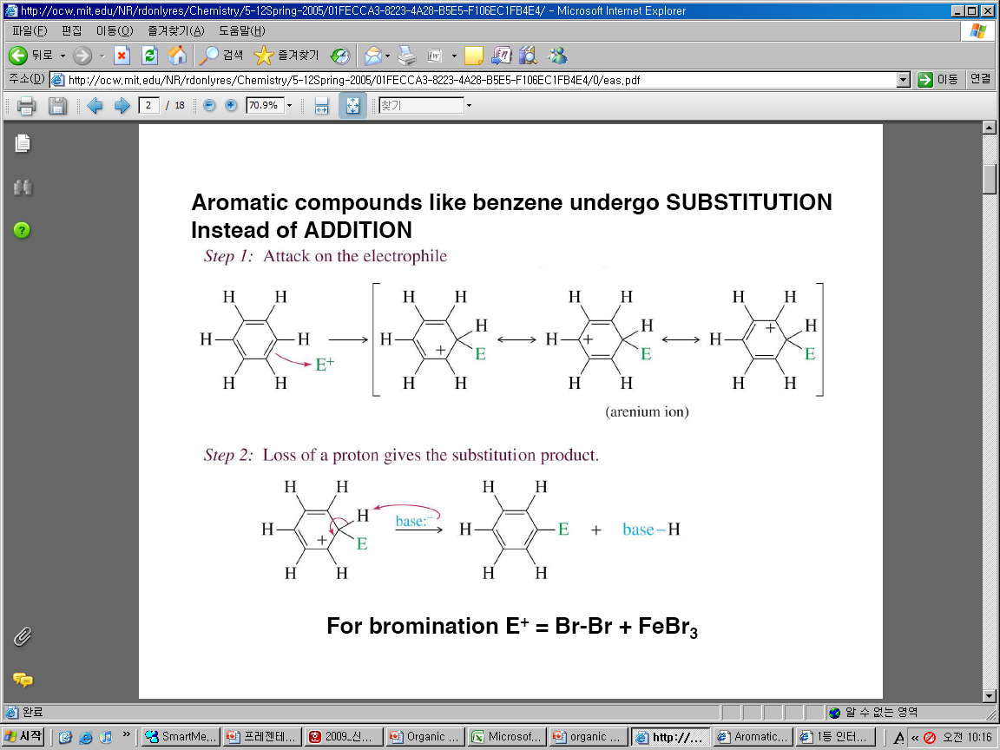 http://ocw.mit.edu/NR/rdonlyres/Chemistry/5-12Spring-2005/01FECCA3-8223-4A28-B5E5-F106EC1FB4E4/ - Microsoft Internet Explorer
파일(F) 편집 이동(O) 즐겨찾기(A) 도움말(H)
뒤로 검색 즐겨찾기
주소(D) http://ocw.mit.edu/NR/rdonlyres/Chemistry/5-12Spring-2005/01FECCA3-8223-4A28-B5E5-F106EC1FB4E4/0/eas.pdf 이동 연결
2 / 18 70.9% 찾기
Aromatic compounds like benzene undergo SUBSTITUTION
Instead of ADDITION
Step 1: Attack on the electrophile
H H H H H H H H
H H H H H H H
+ + +
E⁺ E E E
H H H H H H H H
(arenium ion)
Step 2: Loss of a proton gives the substitution product.
H H H H
H
base:⁻
H H E + base–H
+ E
H H H H
For bromination E⁺ = Br-Br + FeBr₃
완료 알 수 없는 영역
시작 » SmartMe... 프레젠테... 2009_신... Organic ... Microsof... organic ... http://... Aromatic... 1등 인터... A « 오전 10:16